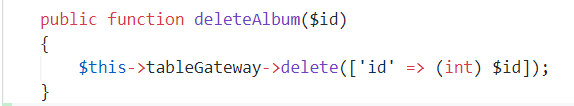 public function deleteAlbum($id)
{
$this->tableGateway->delete(['id' => (int) $id]);
}